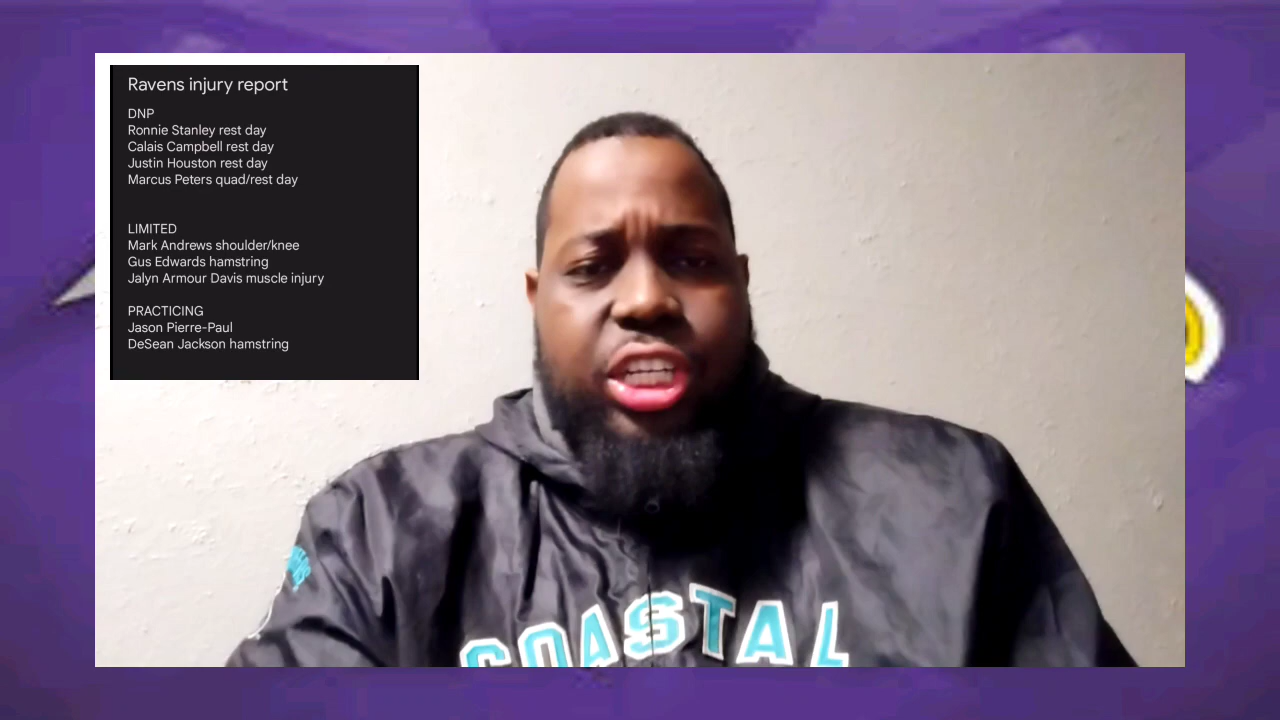 Ravens injury report
DNP
Ronnie Stanley rest day
Calais Campbell rest day
Justin Houston rest day
Marcus Peters quad/rest day
LIMITED
Mark Andrews shoulder/knee
Gus Edwards hamstring
Jalyn Armour Davis muscle injury
PRACTICING
Jason Pierre-Paul
DeSean Jackson hamstring
COASTAL